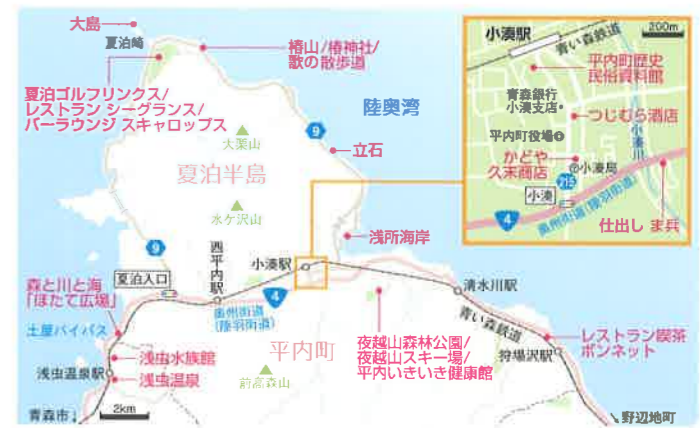 大島
夏泊崎
椿山/椿神社/
歌の散歩道
夏泊ゴルフリンクス/
レストラン シーグランス/
バーラウンジ スキャロップス
陸奥湾
9
大栗山
立石
夏泊半島
水ケ沢山
浅所海岸
9
夏泊入口
西平内駅
小湊駅
4
奥州街道
(陸羽街道)
清水川駅
青い森鉄道
森と川と海
「ほたて広場」
土屋バイパス
浅虫水族館
浅虫温泉駅
浅虫温泉
平内町
前高森山
夜越山森林公園/
夜越山スキー場/
平内いきいき健康館
狩場沢駅
レストラン喫茶
ボンネット
青森市↓
2km
野辺地町
200m
小湊駅
青い森鉄道
平内町歴史
民俗資料館
青森銀行
小湊支店
つじむら酒店
平内町役場
小湊川
かどや
久末商店
小湊局
215
小湊
4
奥州街道(陸羽街道)
仕出し ま兵